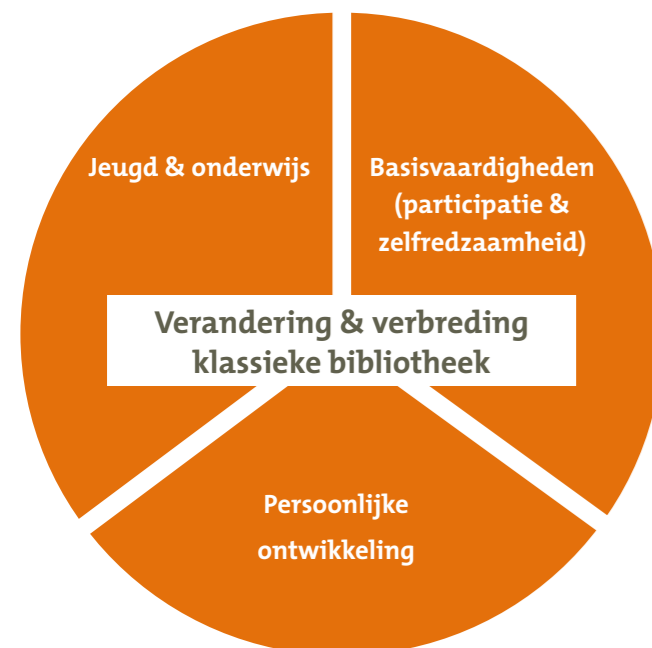 Jeugd & onderwijs
Basisvaardigheden
(participatie &
zelfredzaamheid)
Verandering & verbreding
klassieke bibliotheek
Persoonlijke
ontwikkeling